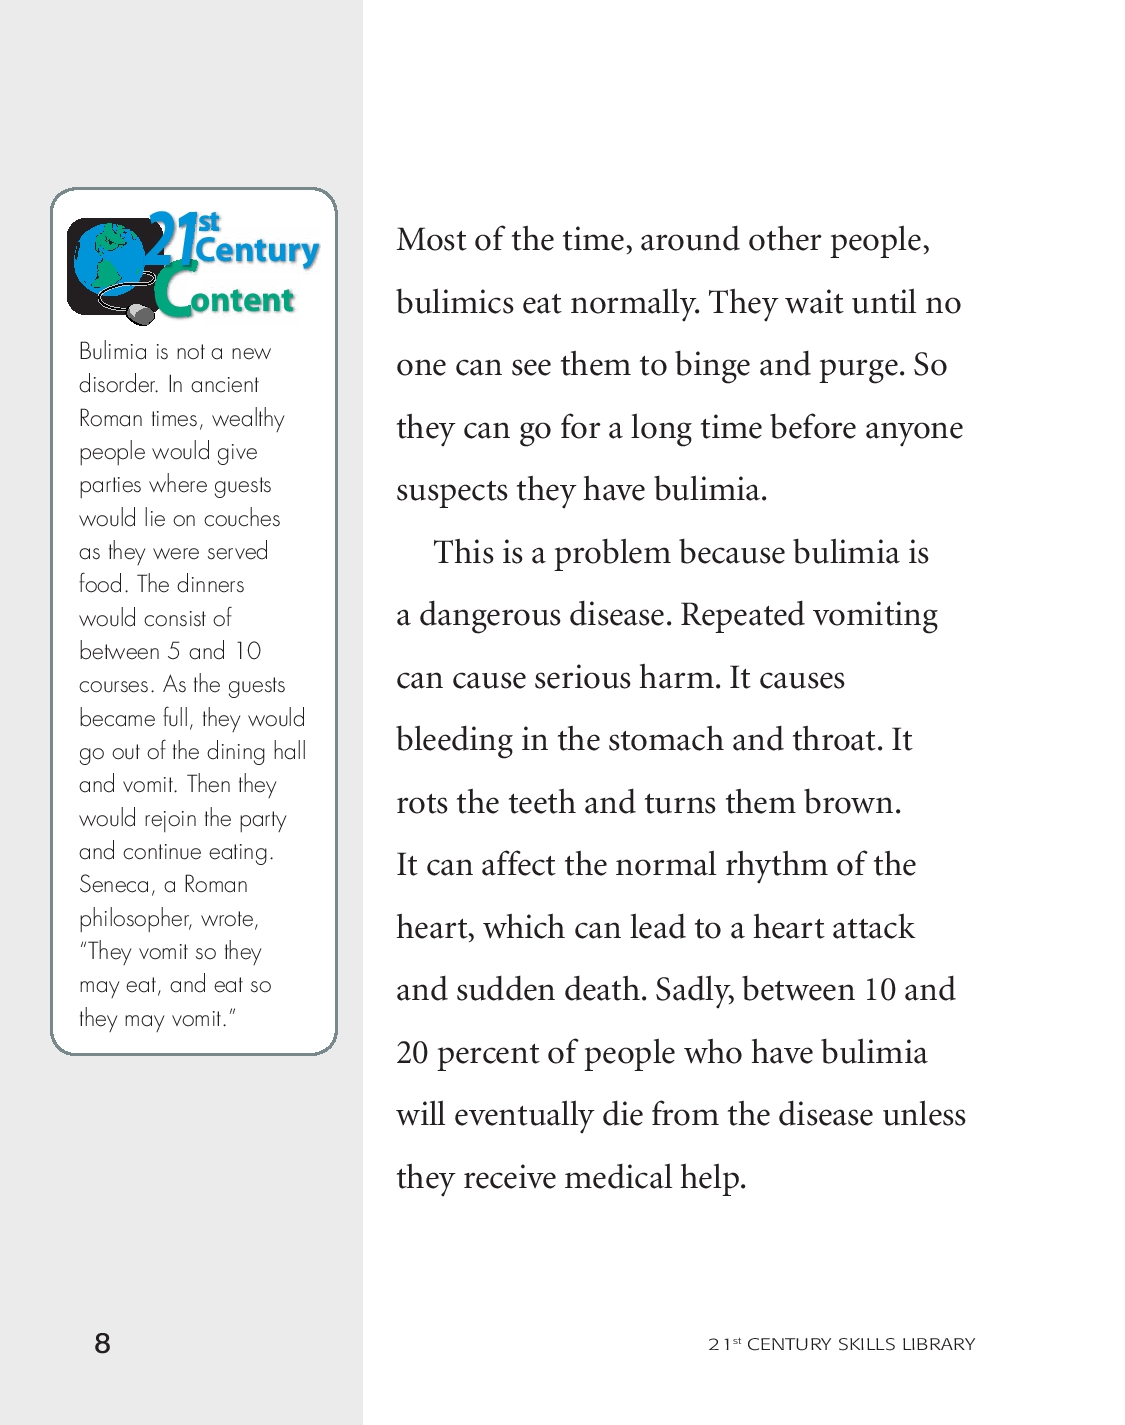 21st
Century
Content
Bulimia is not a new
disorder. In ancient
Roman times, wealthy
people would give
parties where guests
would lie on couches
as they were served
food. The dinners
would consist of
between 5 and 10
courses. As the guests
became full, they would
go out of the dining hall
and vomit. Then they
would rejoin the party
and continue eating.
Seneca, a Roman
philosopher, wrote,
“They vomit so they
may eat, and eat so
they may vomit.”
Most of the time, around other people,
bulimics eat normally. They wait until no
one can see them to binge and purge. So
they can go for a long time before anyone
suspects they have bulimia.
This is a problem because bulimia is
a dangerous disease. Repeated vomiting
can cause serious harm. It causes
bleeding in the stomach and throat. It
rots the teeth and turns them brown.
It can affect the normal rhythm of the
heart, which can lead to a heart attack
and sudden death. Sadly, between 10 and
20 percent of people who have bulimia
will eventually die from the disease unless
they receive medical help.
8
21st CENTURY SKILLS LIBRARY